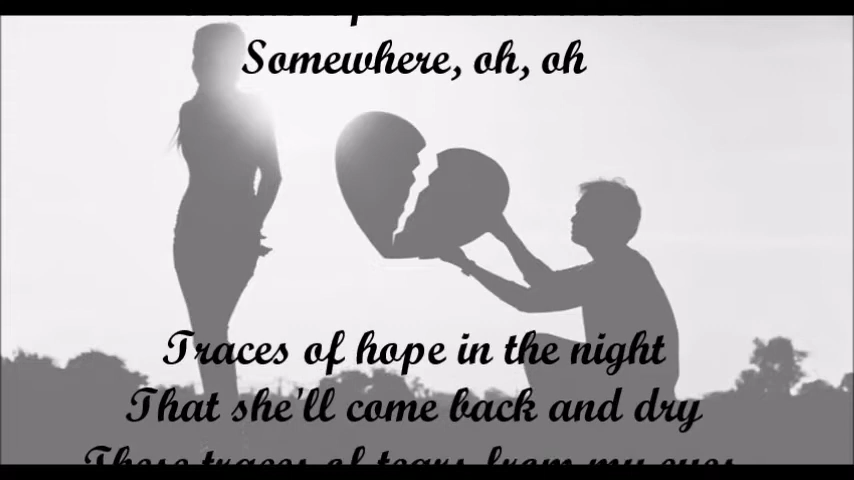 Somewhere, oh, oh
Traces of hope in the night
That she'll come back and dry
These traces of tears from my eyes